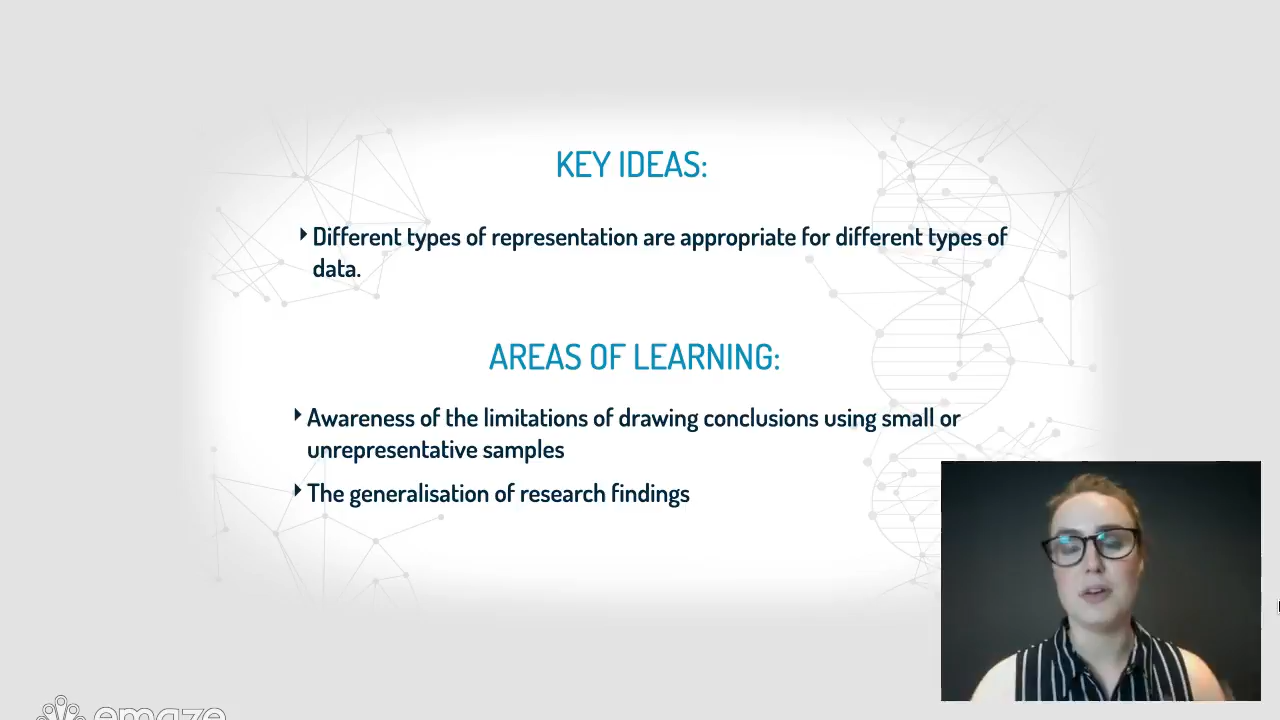 KEY IDEAS:
Different types of representation are appropriate for different types of
data.
AREAS OF LEARNING:
Awareness of the limitations of drawing conclusions using small or
unrepresentative samples
The generalisation of research findings
emaze